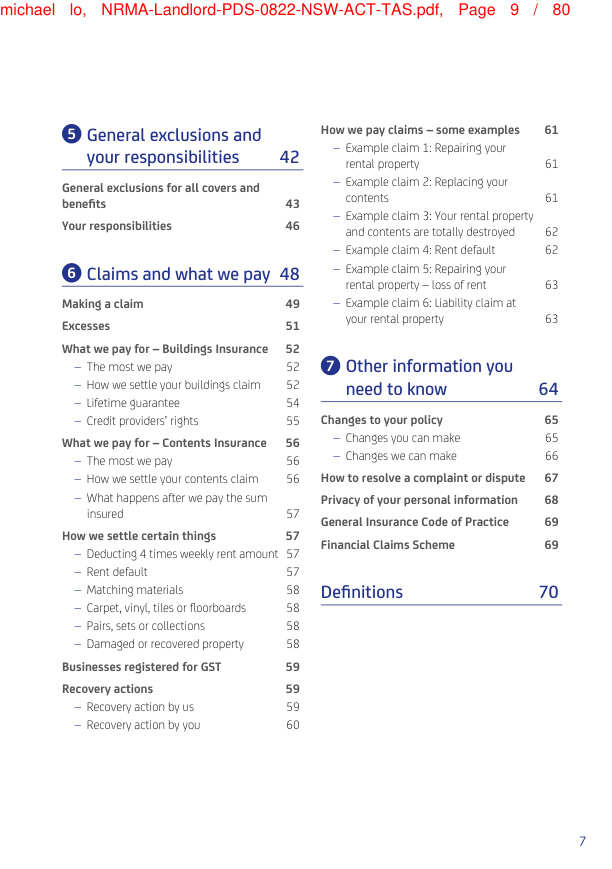 michael lo, NRMA-Landlord-PDS-0822-NSW-ACT-TAS.pdf, Page 9 / 80
5 General exclusions and
your responsibilities 42
General exclusions for all covers and
benefits 43
Your responsibilities 46
6 Claims and what we pay 48
Making a claim 49
Excesses 51
What we pay for – Buildings Insurance 52
– The most we pay 52
– How we settle your buildings claim 52
– Lifetime guarantee 54
– Credit providers' rights 55
What we pay for – Contents Insurance 56
– The most we pay 56
– How we settle your contents claim 56
– What happens after we pay the sum
insured 57
How we settle certain things 57
– Deducting 4 times weekly rent amount 57
– Rent default 57
– Matching materials 58
– Carpet, vinyl, tiles or floorboards 58
– Pairs, sets or collections 58
– Damaged or recovered property 58
Businesses registered for GST 59
Recovery actions 59
– Recovery action by us 59
– Recovery action by you 60
How we pay claims – some examples 61
– Example claim 1: Repairing your
rental property 61
– Example claim 2: Replacing your
contents 61
– Example claim 3: Your rental property
and contents are totally destroyed 62
– Example claim 4: Rent default 62
– Example claim 5: Repairing your
rental property – loss of rent 63
– Example claim 6: Liability claim at
your rental property 63
7 Other information you
need to know 64
Changes to your policy 65
– Changes you can make 65
– Changes we can make 66
How to resolve a complaint or dispute 67
Privacy of your personal information 68
General Insurance Code of Practice 69
Financial Claims Scheme 69
Definitions 70
7